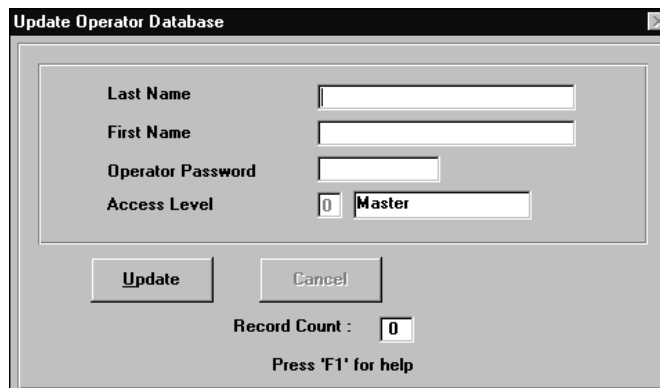 Update Operator Database
Last Name
First Name
Operator Password
Access Level 0 Master
Update Cancel
Record Count : 0
Press 'F1' for help